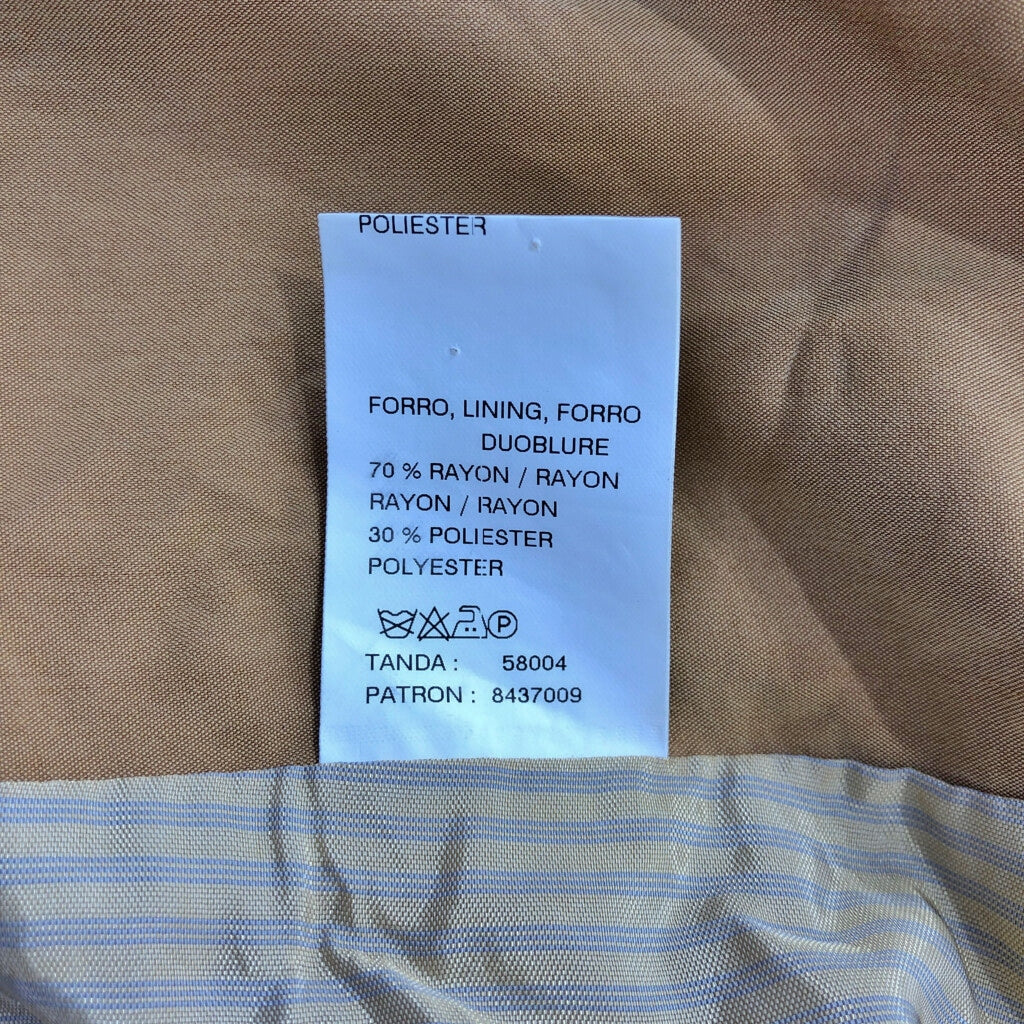 POLIESTER
FORRO, LINING, FORRO
DUOBLURE
70 % RAYON / RAYON
RAYON / RAYON
30 % POLIESTER
POLYESTER
P
TANDA : 58004
PATRON : 8437009